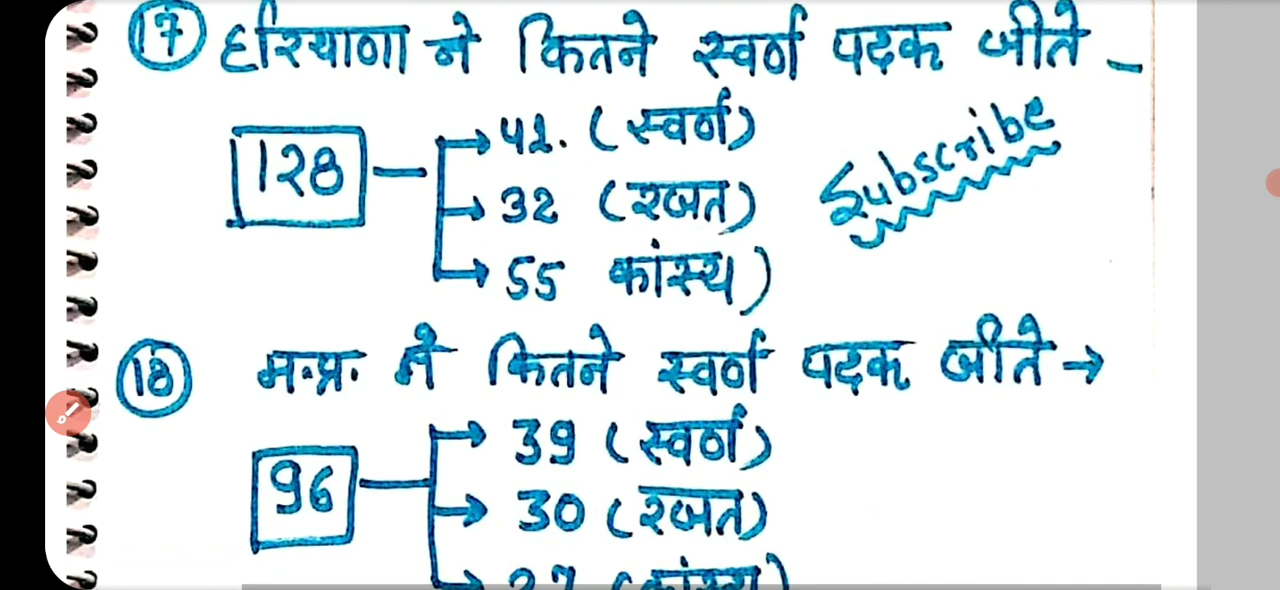 17 हरियाणा ने कितने स्वर्ण पदक जीते -
128 - 41. (स्वर्ण)
32 (रजत)
Subscribe
55 कांस्य)
18 म.प्र. ने कितने स्वर्ण पदक जीते →
96 39 (स्वर्ण)
30 (रजत)
27 (कांस्य)